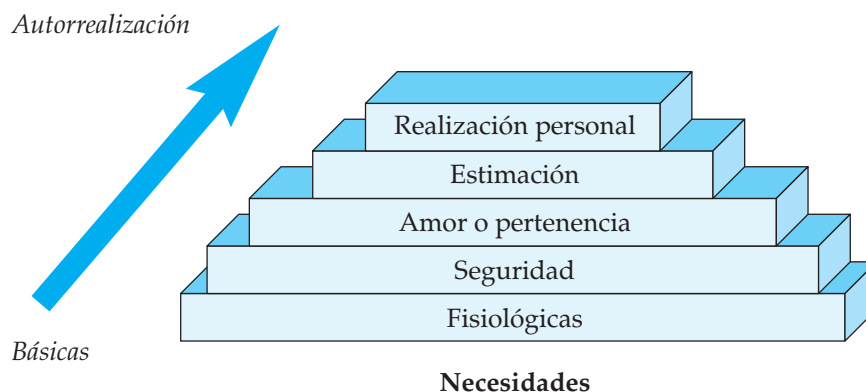 Autorrealización
Realización personal
Estimación
Amor o pertenencia
Seguridad
Fisiológicas
Básicas
Necesidades